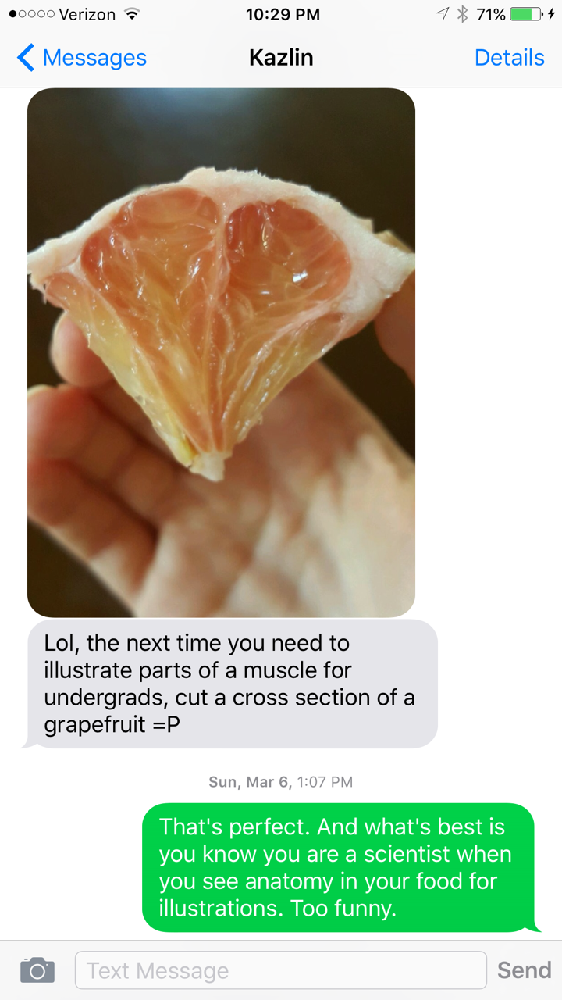 Verizon 10:29 PM 71%
Messages Kazlin Details
Lol, the next time you need to
illustrate parts of a muscle for
undergrads, cut a cross section of a
grapefruit =P
Sun, Mar 6, 1:07 PM
That's perfect. And what's best is
you know you are a scientist when
you see anatomy in your food for
illustrations. Too funny.
Text Message Send